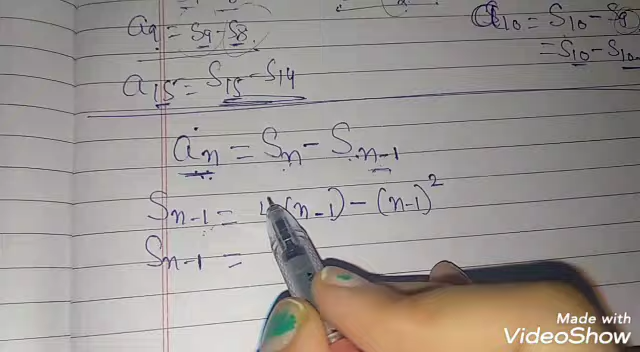 a9 = S9 - S8
a10 = S10 - S9
= S10 - S10
a15 = S15 - S14
an = Sn - Sn-1
Sn-1 = 4(n-1) - (n-1)²
Sn-1 =
Made with
VideoShow